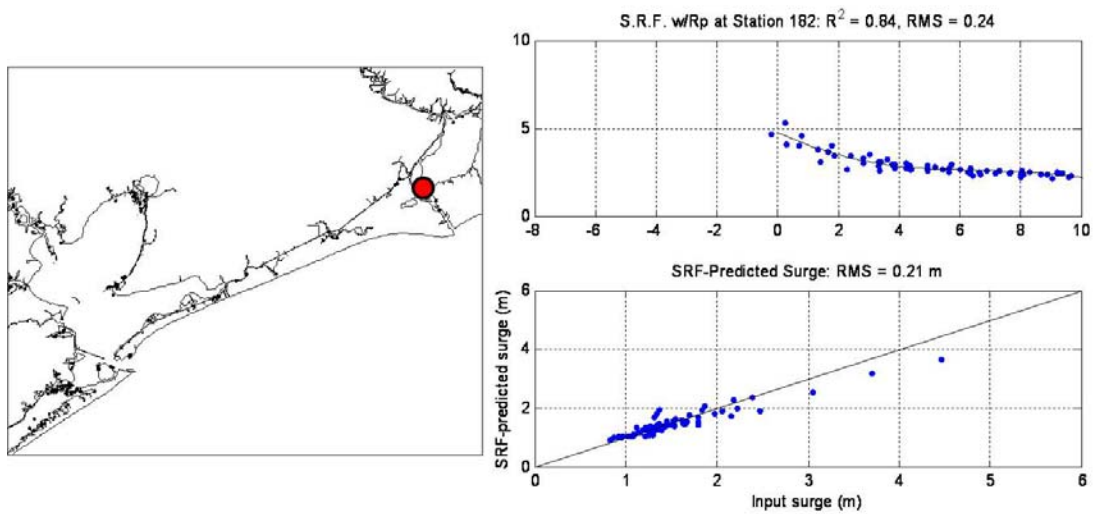 S.R.F. w/Rp at Station 182: R² = 0.84, RMS = 0.24
10
5
0
-8 -6 -4 -2 0 2 4 6 8 10
SRF-Predicted Surge: RMS = 0.21 m
SRF-predicted surge (m)
6
4
2
0
0 1 2 3 4 5 6
Input surge (m)